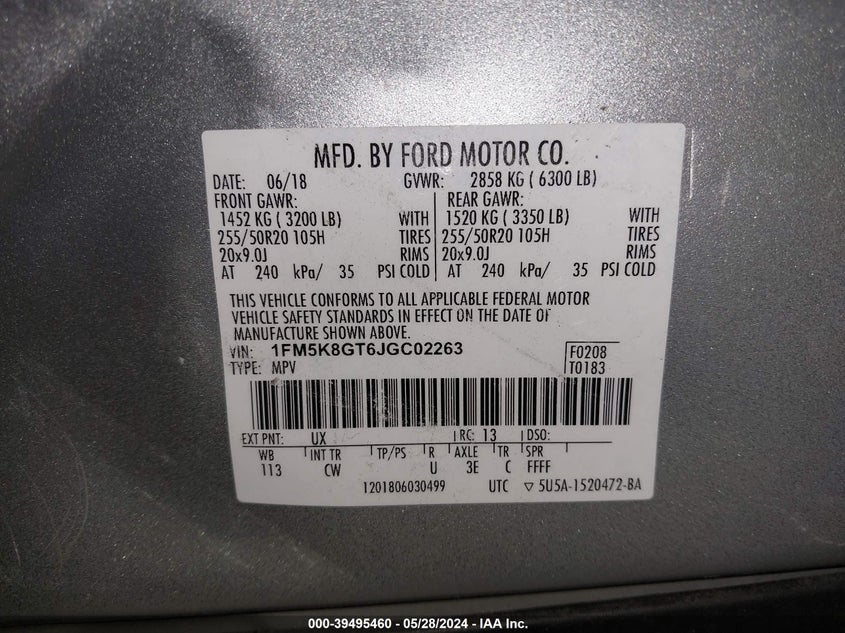 MFD. BY FORD MOTOR CO.
DATE: 06/18 GVWR: 2858 KG ( 6300 LB)
FRONT GAWR: REAR GAWR:
1452 KG ( 3200 LB) WITH 1520 KG ( 3350 LB) WITH
255/50R20 105H TIRES 255/50R20 105H TIRES
20x9.0J RIMS 20x9.0J RIMS
AT 240 kPa/ 35 PSI COLD AT 240 kPa/ 35 PSI COLD
THIS VEHICLE CONFORMS TO ALL APPLICABLE FEDERAL MOTOR
VEHICLE SAFETY STANDARDS IN EFFECT ON THE DATE OF
MANUFACTURE SHOWN ABOVE.
VIN: 1FM5K8GT6JGC02263 F0208
TYPE: MPV T0183
EXT PNT: UX RC: 13 DSO:
WB INT TR TP/PS R AXLE TR SPR
113 CW U 3E C FFFF
1201806030499 UTC ▽ 5U5A-1520472-BA
000-39495460 - 05/28/2024 - IAA Inc.